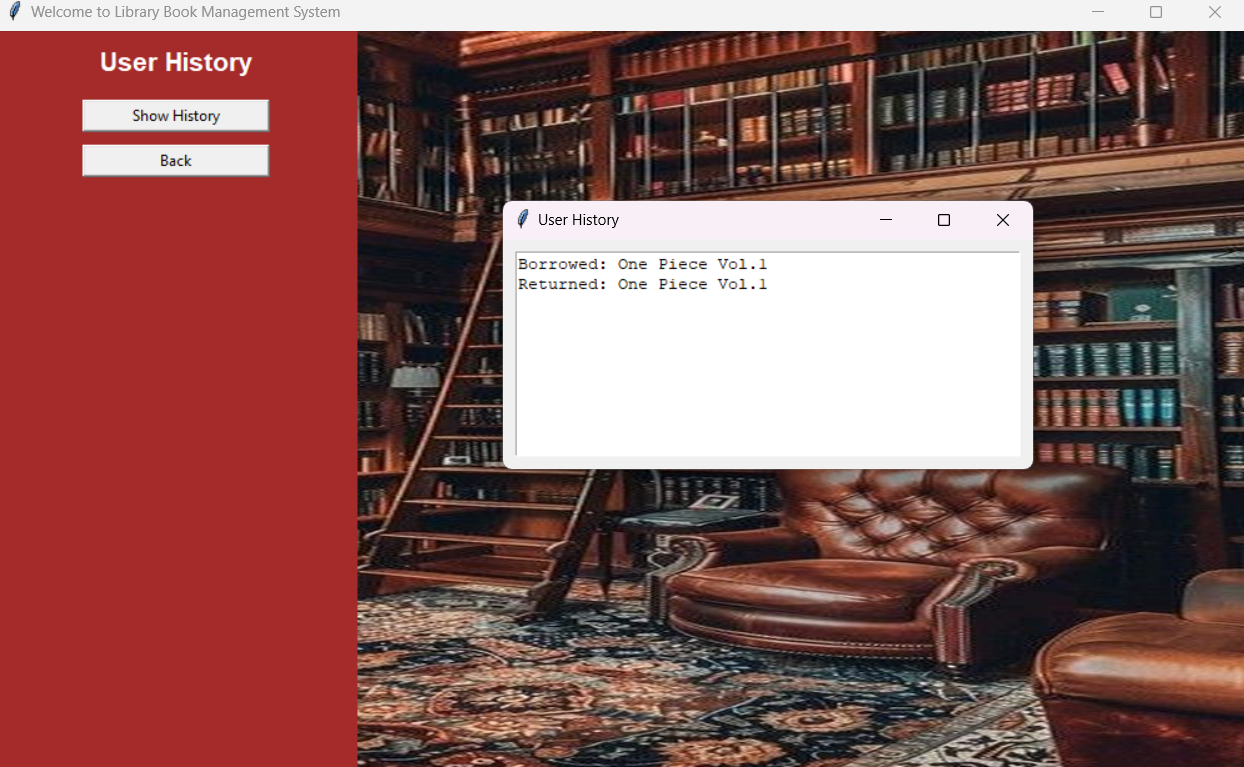 Welcome to Library Book Management System
User History
Show History
Back
User History
Borrowed: One Piece Vol.1
Returned: One Piece Vol.1